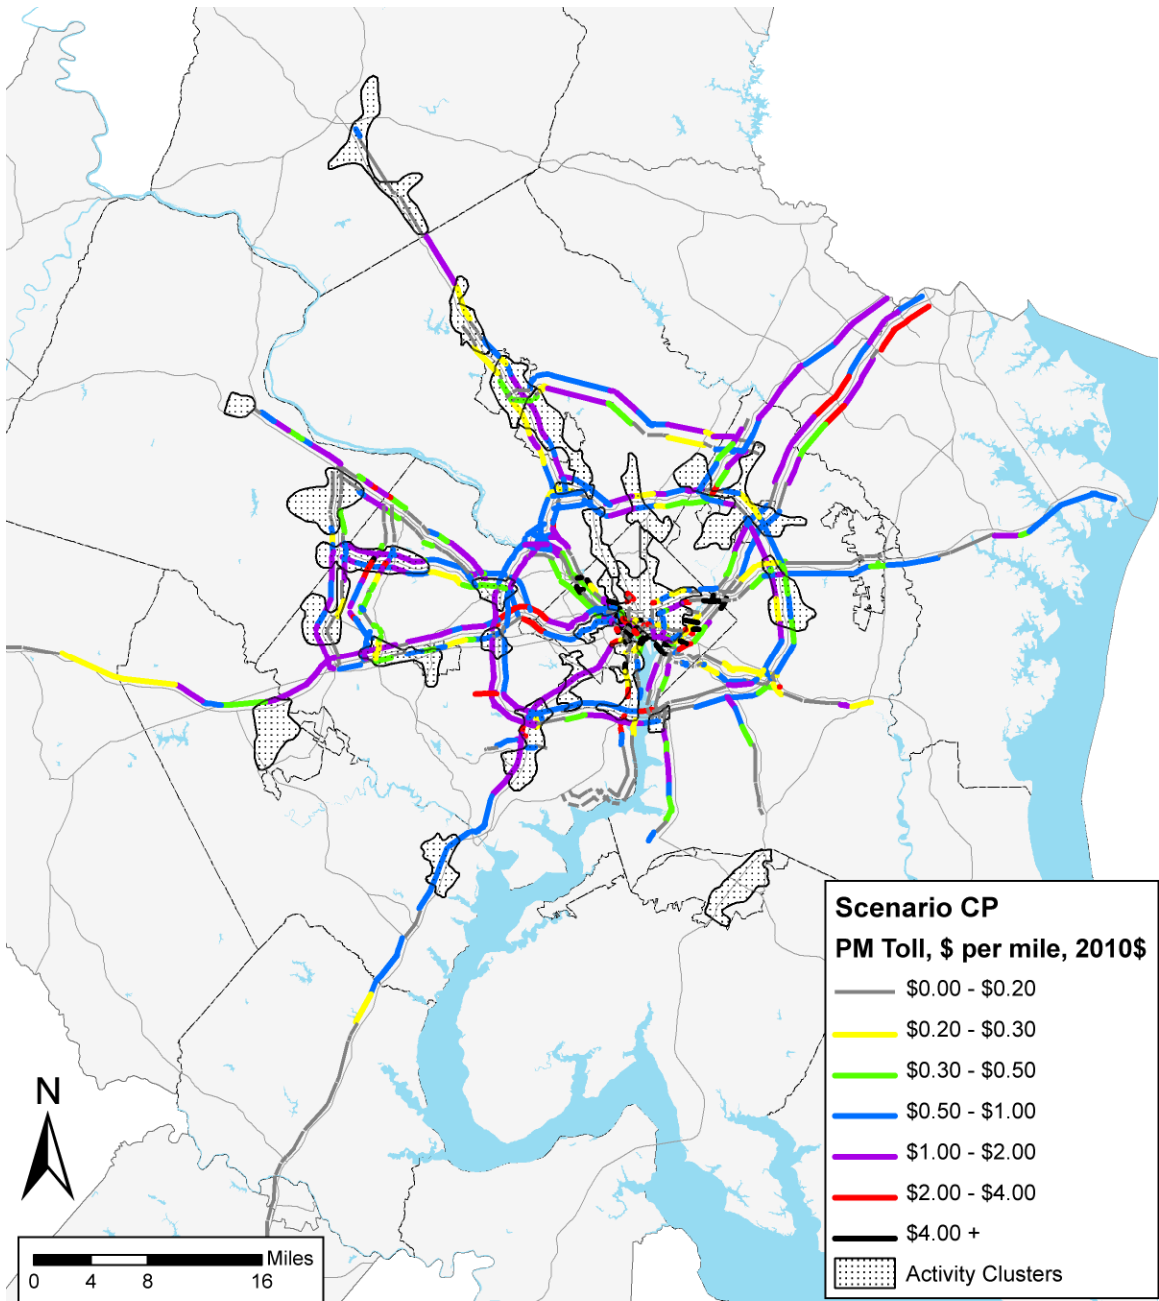 Scenario CP
PM Toll, $ per mile, 2010$
$0.00 - $0.20
$0.20 - $0.30
$0.30 - $0.50
$0.50 - $1.00
$1.00 - $2.00
$2.00 - $4.00
$4.00 +
Activity Clusters
N
Miles
0 4 8 16